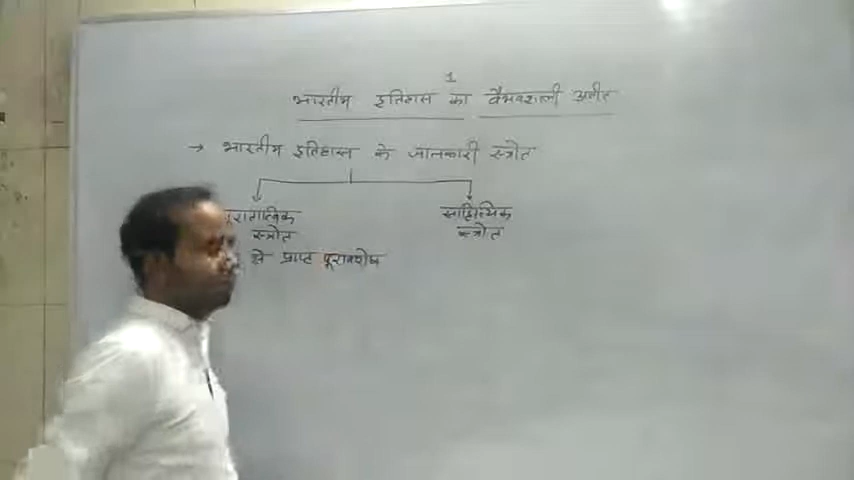 1
भारतीय इतिहास का वैभवशाली अतीत
→ भारतीय इतिहास के जानकारी स्त्रोत
पूरातात्विक साहित्यिक
स्त्रोत स्त्रोत
से प्राप्त पूरावशेष